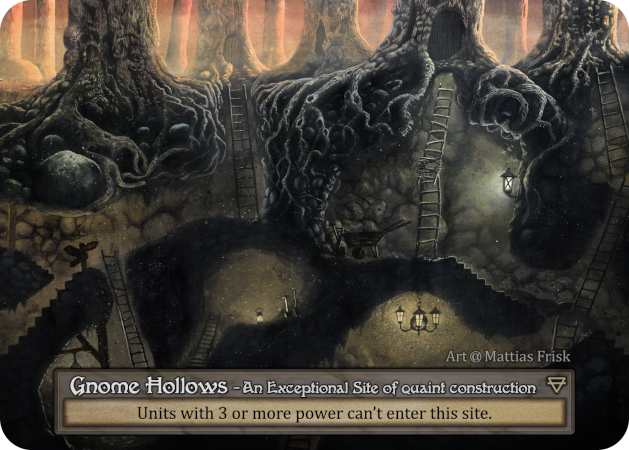 Art @ Mattias Frisk
Gnome Hollows - An Exceptional Site of quaint construction
Units with 3 or more power can't enter this site.